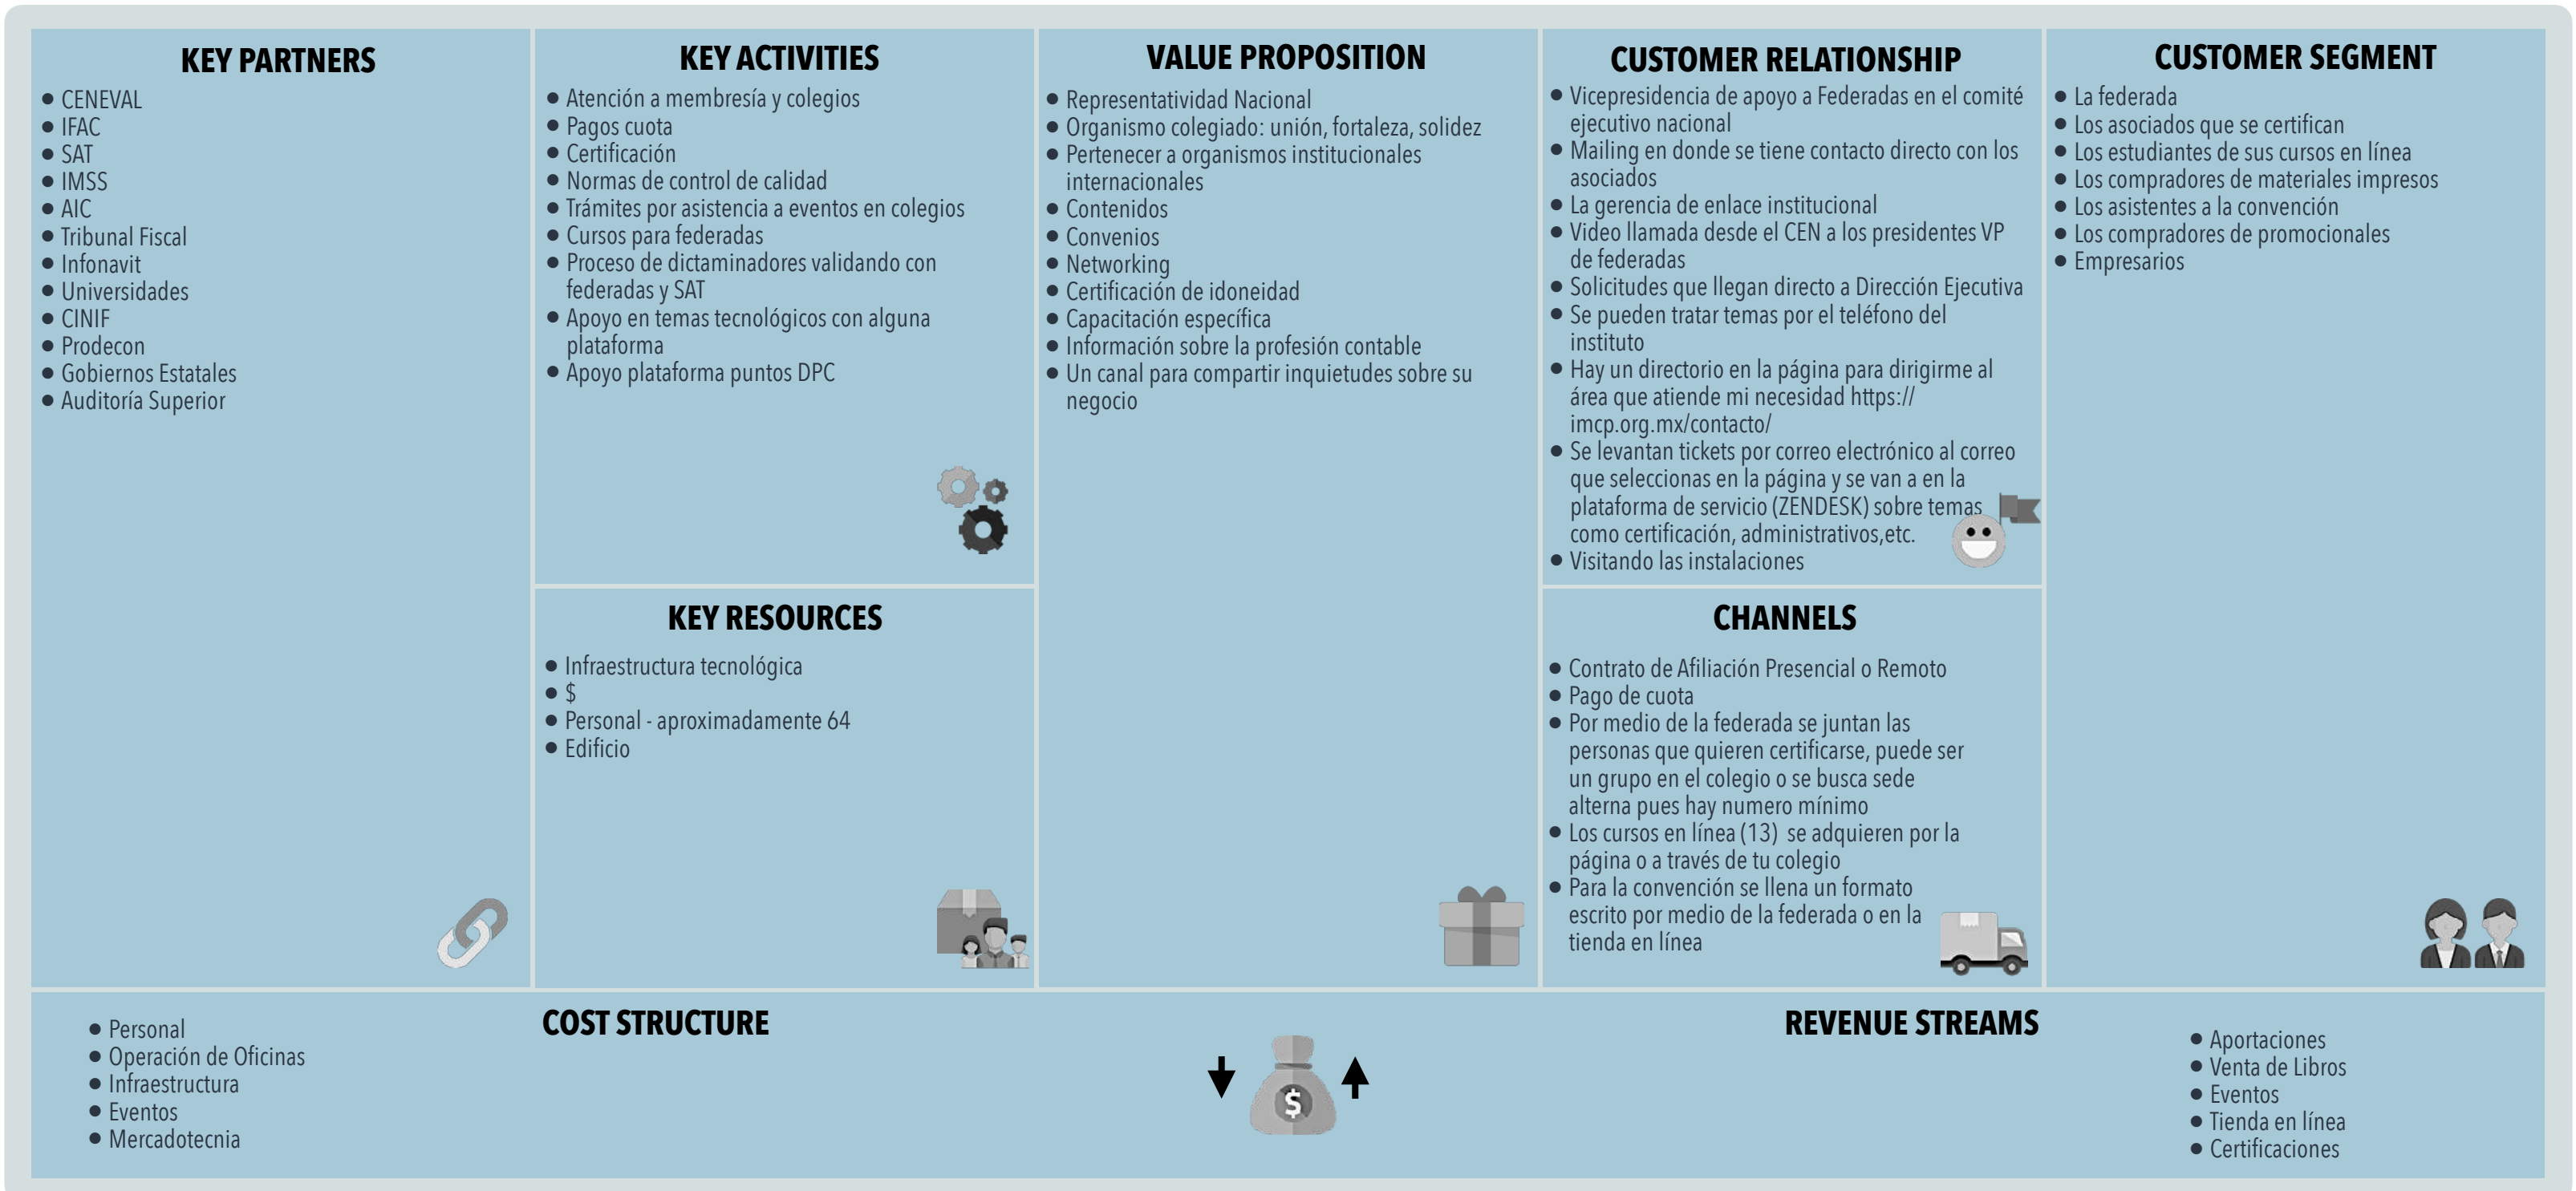 KEY PARTNERS
● CENEVAL
● IFAC
● SAT
● IMSS
● AIC
● Tribunal Fiscal
● Infonavit
● Universidades
● CINIF
● Prodecon
● Gobiernos Estatales
● Auditoría Superior
KEY ACTIVITIES
● Atención a membresía y colegios
● Pagos cuota
● Certificación
● Normas de control de calidad
● Trámites por asistencia a eventos en colegios
● Cursos para federadas
● Proceso de dictaminadores validando con
federadas y SAT
● Apoyo en temas tecnológicos con alguna
plataforma
● Apoyo plataforma puntos DPC
KEY RESOURCES
● Infraestructura tecnológica
● $
● Personal - aproximadamente 64
● Edificio
VALUE PROPOSITION
● Representatividad Nacional
● Organismo colegiado: unión, fortaleza, solidez
● Pertenecer a organismos institucionales
internacionales
● Contenidos
● Convenios
● Networking
● Certificación de idoneidad
● Capacitación específica
● Información sobre la profesión contable
● Un canal para compartir inquietudes sobre su
negocio
CUSTOMER RELATIONSHIP
● Vicepresidencia de apoyo a Federadas en el comité
ejecutivo nacional
● Mailing en donde se tiene contacto directo con los
asociados
● La gerencia de enlace institucional
● Video llamada desde el CEN a los presidentes VP
de federadas
● Solicitudes que llegan directo a Dirección Ejecutiva
● Se pueden tratar temas por el teléfono del
instituto
● Hay un directorio en la página para dirigirme al
área que atiende mi necesidad https://
imcp.org.mx/contacto/
● Se levantan tickets por correo electrónico al correo
que seleccionas en la página y se van a en la
plataforma de servicio (ZENDESK) sobre temas
como certificación, administrativos,etc.
● Visitando las instalaciones
CHANNELS
● Contrato de Afiliación Presencial o Remoto
● Pago de cuota
● Por medio de la federada se juntan las
personas que quieren certificarse, puede ser
un grupo en el colegio o se busca sede
alterna pues hay numero mínimo
● Los cursos en línea (13) se adquieren por la
página o a través de tu colegio
● Para la convención se llena un formato
escrito por medio de la federada o en la
tienda en línea
CUSTOMER SEGMENT
● La federada
● Los asociados que se certifican
● Los estudiantes de sus cursos en línea
● Los compradores de materiales impresos
● Los asistentes a la convención
● Los compradores de promocionales
● Empresarios
COST STRUCTURE
● Personal
● Operación de Oficinas
● Infraestructura
● Eventos
● Mercadotecnia
$
REVENUE STREAMS
● Aportaciones
● Venta de Libros
● Eventos
● Tienda en línea
● Certificaciones